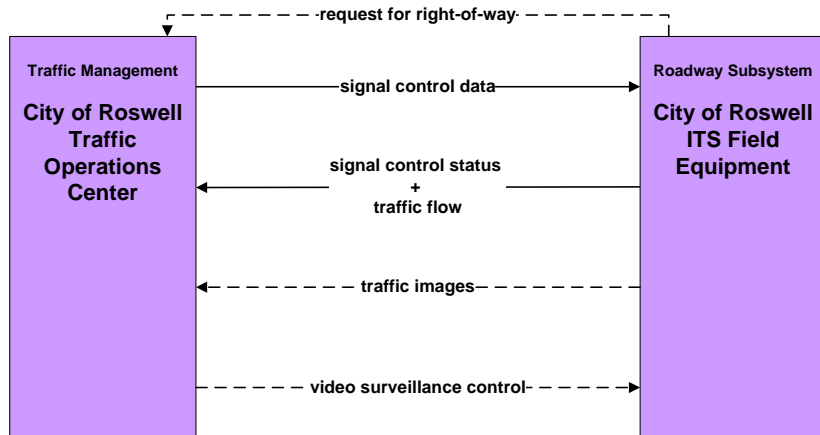 request for right-of-way
Traffic Management
City of Roswell
Traffic
Operations
Center
signal control data
signal control status
+
traffic flow
traffic images
video surveillance control
Roadway Subsystem
City of Roswell
ITS Field
Equipment